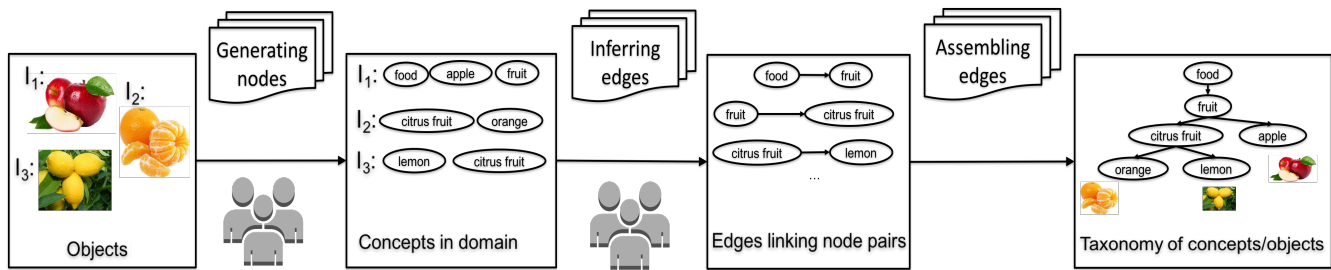 Generating
nodes
Inferring
edges
Assembling
edges
I1:
I2:
I3:
Objects
I1: food apple fruit
I2: citrus fruit orange
I3: lemon citrus fruit
Concepts in domain
food fruit
fruit citrus fruit
citrus fruit lemon
...
Edges linking node pairs
food
fruit
citrus fruit apple
orange lemon
Taxonomy of concepts/objects